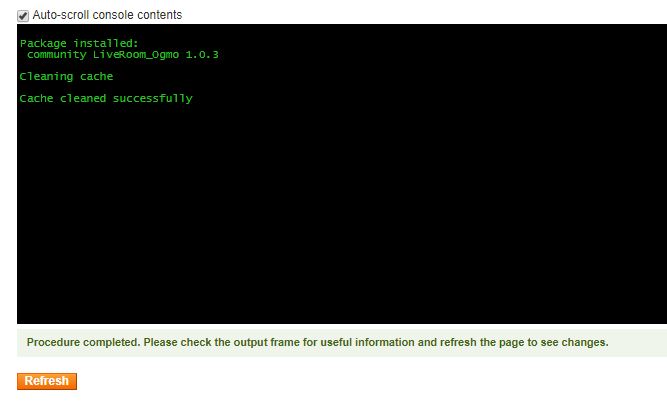 Auto-scroll console contents
Package installed:
community LiveRoom_Ogmo 1.0.3
Cleaning cache
Cache cleaned successfully
Procedure completed. Please check the output frame for useful information and refresh the page to see changes.
Refresh